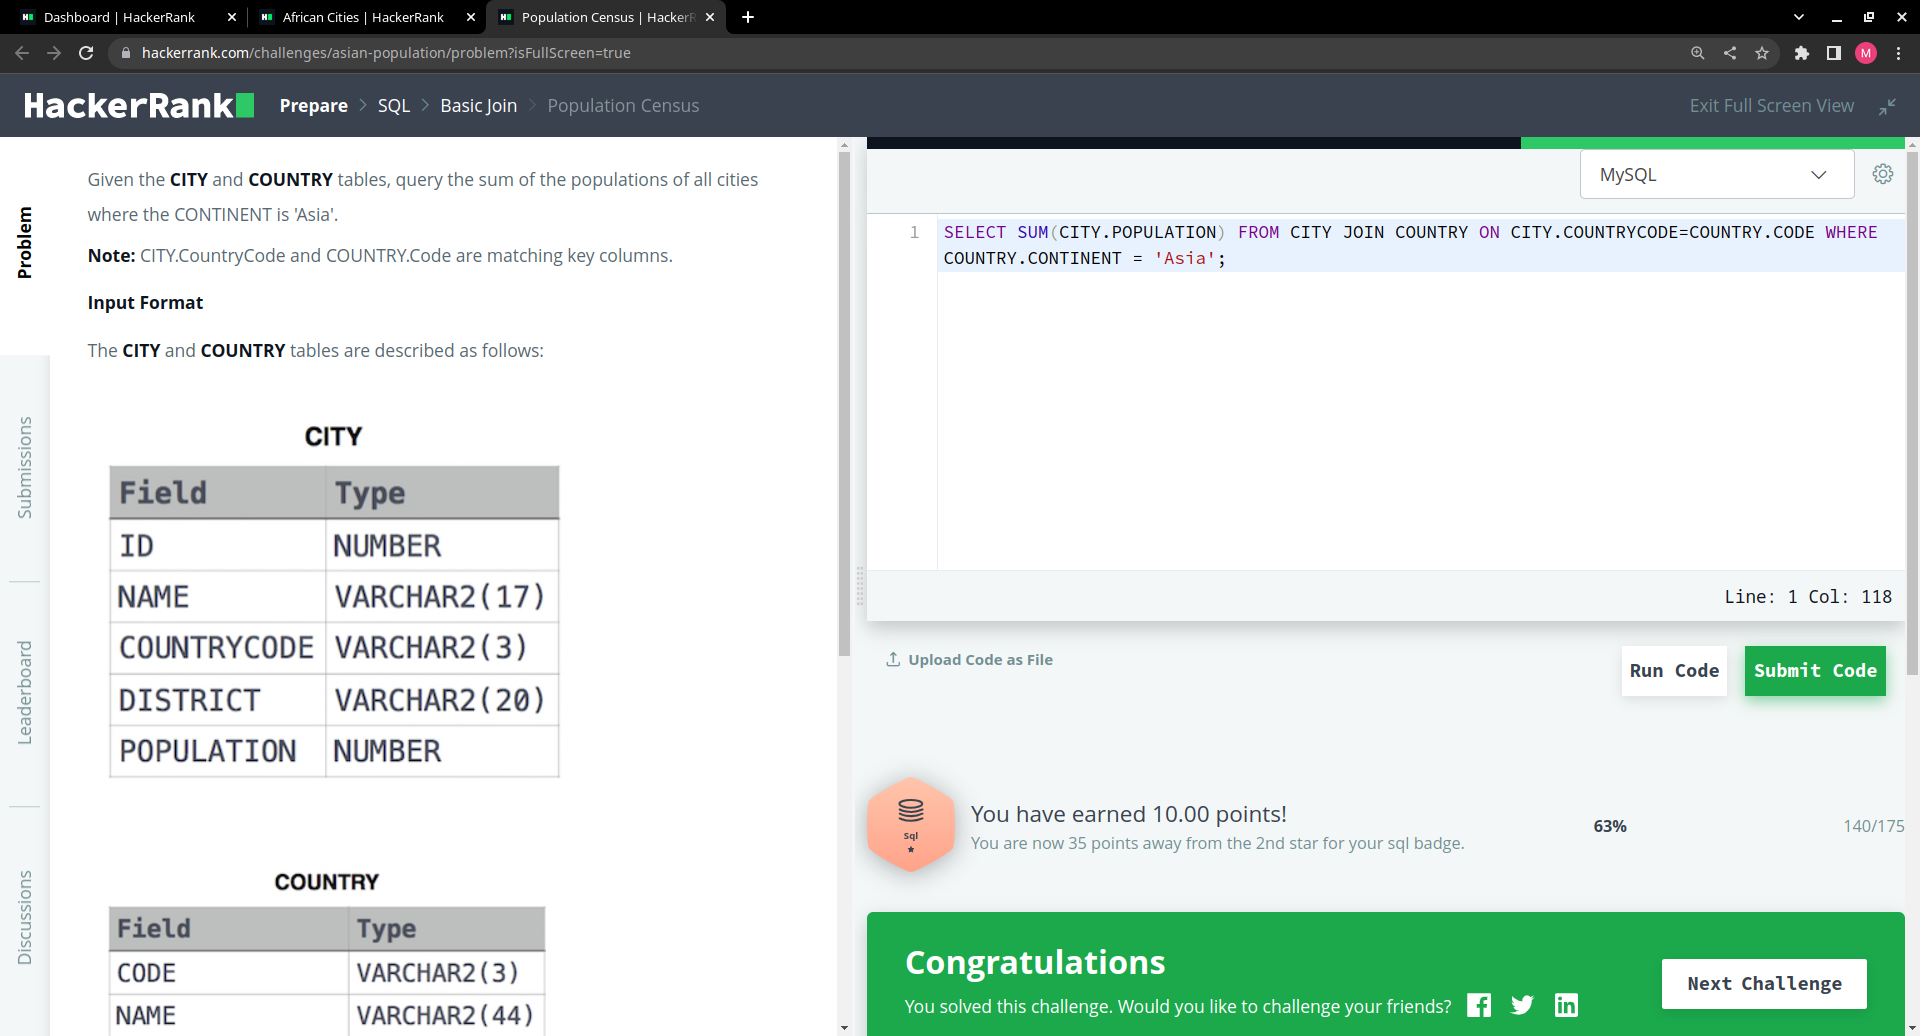 Dashboard | HackerRank
African Cities | HackerRank
Population Census | HackerR
hackerrank.com/challenges/asian-population/problem?isFullScreen=true
M
HackerRank
Prepare > SQL > Basic Join > Population Census
Exit Full Screen View
Problem
Submissions
Leaderboard
Discussions
Given the CITY and COUNTRY tables, query the sum of the populations of all cities
where the CONTINENT is 'Asia'.
Note: CITY.CountryCode and COUNTRY.Code are matching key columns.
Input Format
The CITY and COUNTRY tables are described as follows:
CITY
Field Type
ID NUMBER
NAME VARCHAR2(17)
COUNTRYCODE VARCHAR2(3)
DISTRICT VARCHAR2(20)
POPULATION NUMBER
COUNTRY
Field Type
CODE VARCHAR2(3)
NAME VARCHAR2(44)
MySQL
1 SELECT SUM(CITY.POPULATION) FROM CITY JOIN COUNTRY ON CITY.COUNTRYCODE=COUNTRY.CODE WHERE
COUNTRY.CONTINENT = 'Asia';
Line: 1 Col: 118
Upload Code as File
Run Code
Submit Code
Sql
You have earned 10.00 points!
You are now 35 points away from the 2nd star for your sql badge.
63%
140/175
Congratulations
You solved this challenge. Would you like to challenge your friends?
Next Challenge